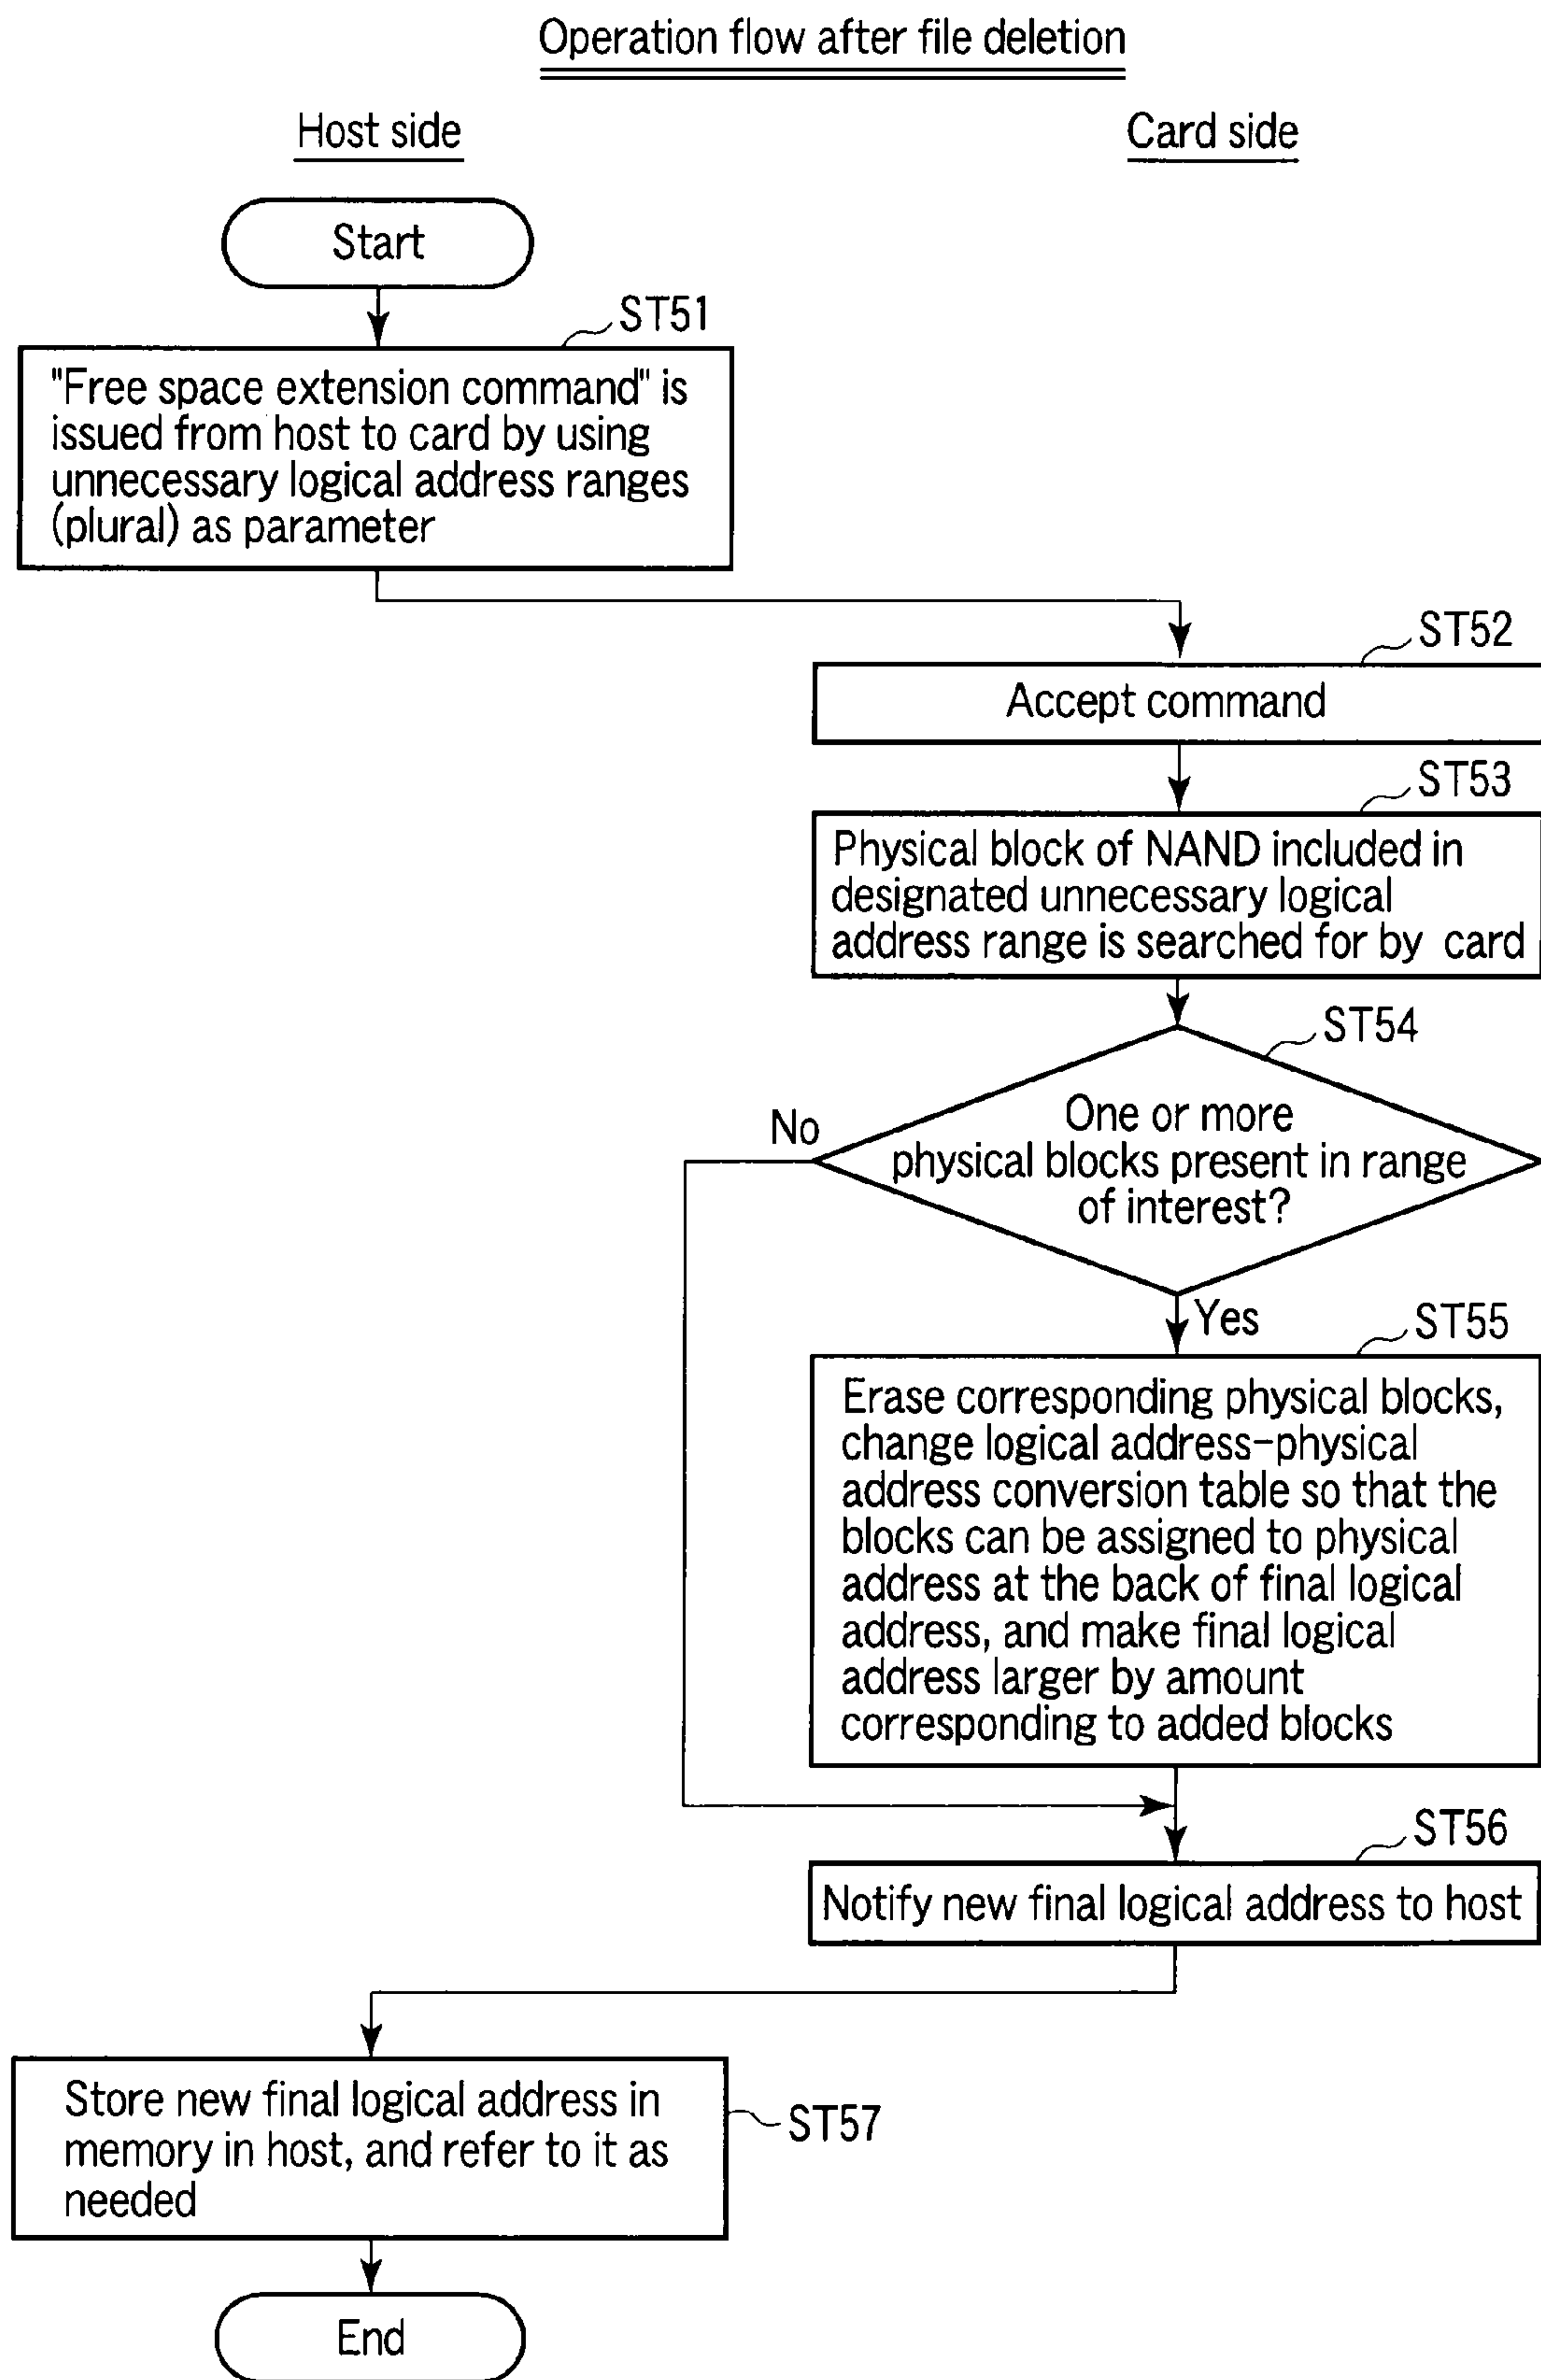 Operation flow after file deletion
Host side
Card side
Start
ST51
"Free space extension command" is
issued from host to card by using
unnecessary logical address ranges
(plural) as parameter
ST52
Accept command
ST53
Physical block of NAND included in
designated unnecessary logical
address range is searched for by card
ST54
One or more
physical blocks present in range
of interest?
No
Yes
ST55
Erase corresponding physical blocks,
change logical address-physical
address conversion table so that the
blocks can be assigned to physical
address at the back of final logical
address, and make final logical
address larger by amount
corresponding to added blocks
ST56
Notify new final logical address to host
Store new final logical address in
memory in host, and refer to it as
needed
ST57
End